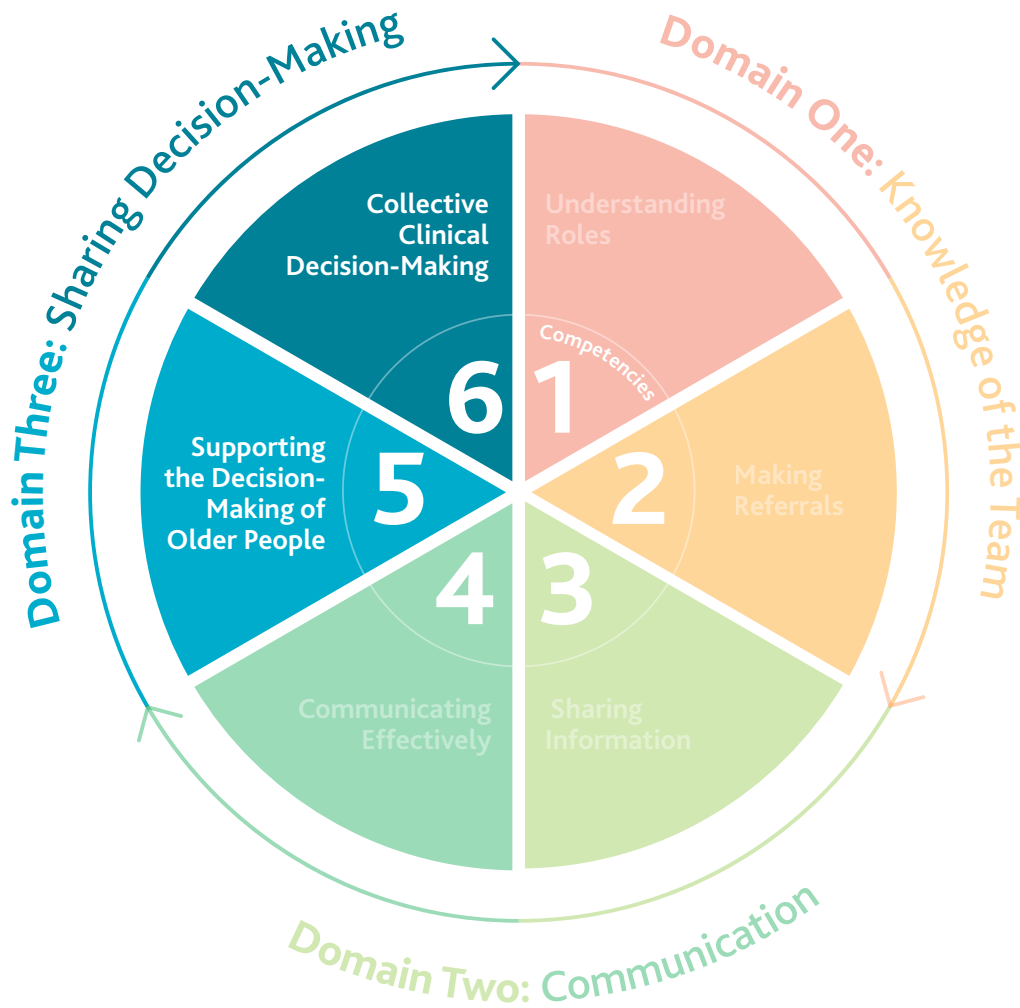 Domain One: Knowledge of the Team
Understanding
Roles
Competencies
1
Making
Referrals
2
Domain Two: Communication
Sharing
Information
3
Communicating
Effectively
4
Domain Three: Sharing Decision-Making
Supporting
the Decision-
Making of
Older People
5
Collective
Clinical
Decision-Making
6